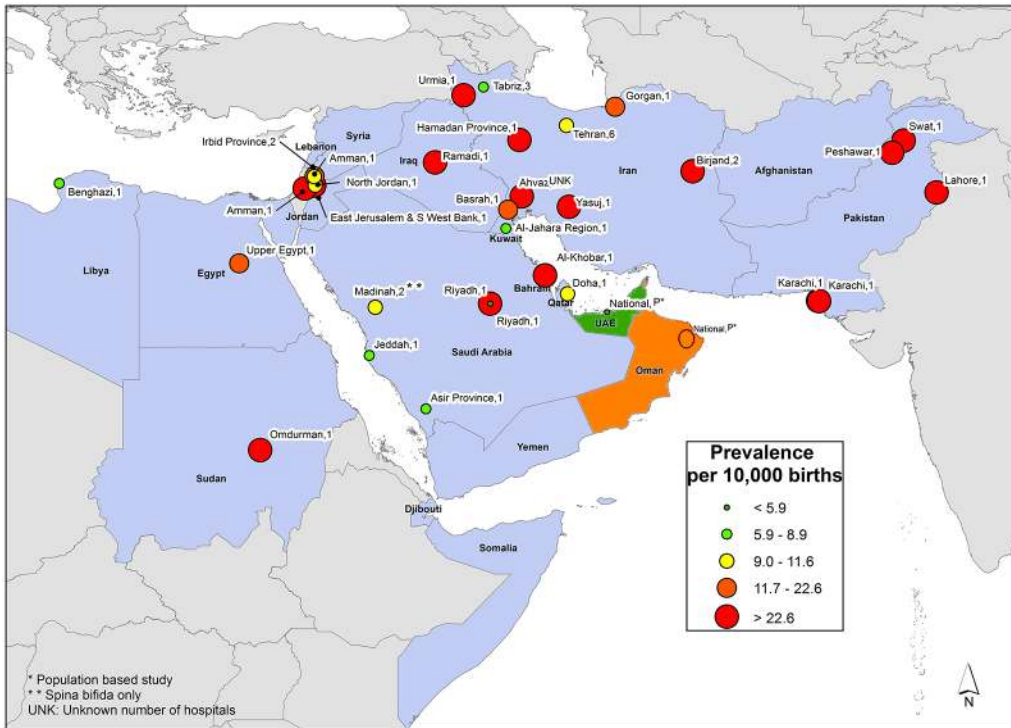 Urmia,1
Tabriz,3
Gorgan,1
Hamadan Province,1
Tehran,6
Swat,1
Irbid Province,2
Syria
Lebanon
Amman,1
Iraq
Ramadi,1
Peshawar,1
Birjand,2
Afghanistan
Iran
Benghazi,1
North Jordan,1
Ahvaz,UNK
Basrah,1
Yasuj,1
Lahore,1
Amman,1
Jordan
East Jerusalem & S West Bank,1
Pakistan
Al-Jahara Region,1
Kuwait
Upper Egypt,1
Libya
Egypt
Al-Khobar,1
Madinah,2**
Riyadh,1
Bahrain
Doha,1
Qatar
National,P*
Karachi,1
Karachi,1
Riyadh,1
UAE
National,P*
Jeddah,1
Saudi Arabia
Oman
Asir Province,1
Omdurman,1
Yemen
Sudan
Djibouti
Somalia
Prevalence
per 10,000 births
< 5.9
5.9 - 8.9
9.0 - 11.6
11.7 - 22.6
> 22.6
* Population based study
* * Spina bifida only
UNK: Unknown number of hospitals
N